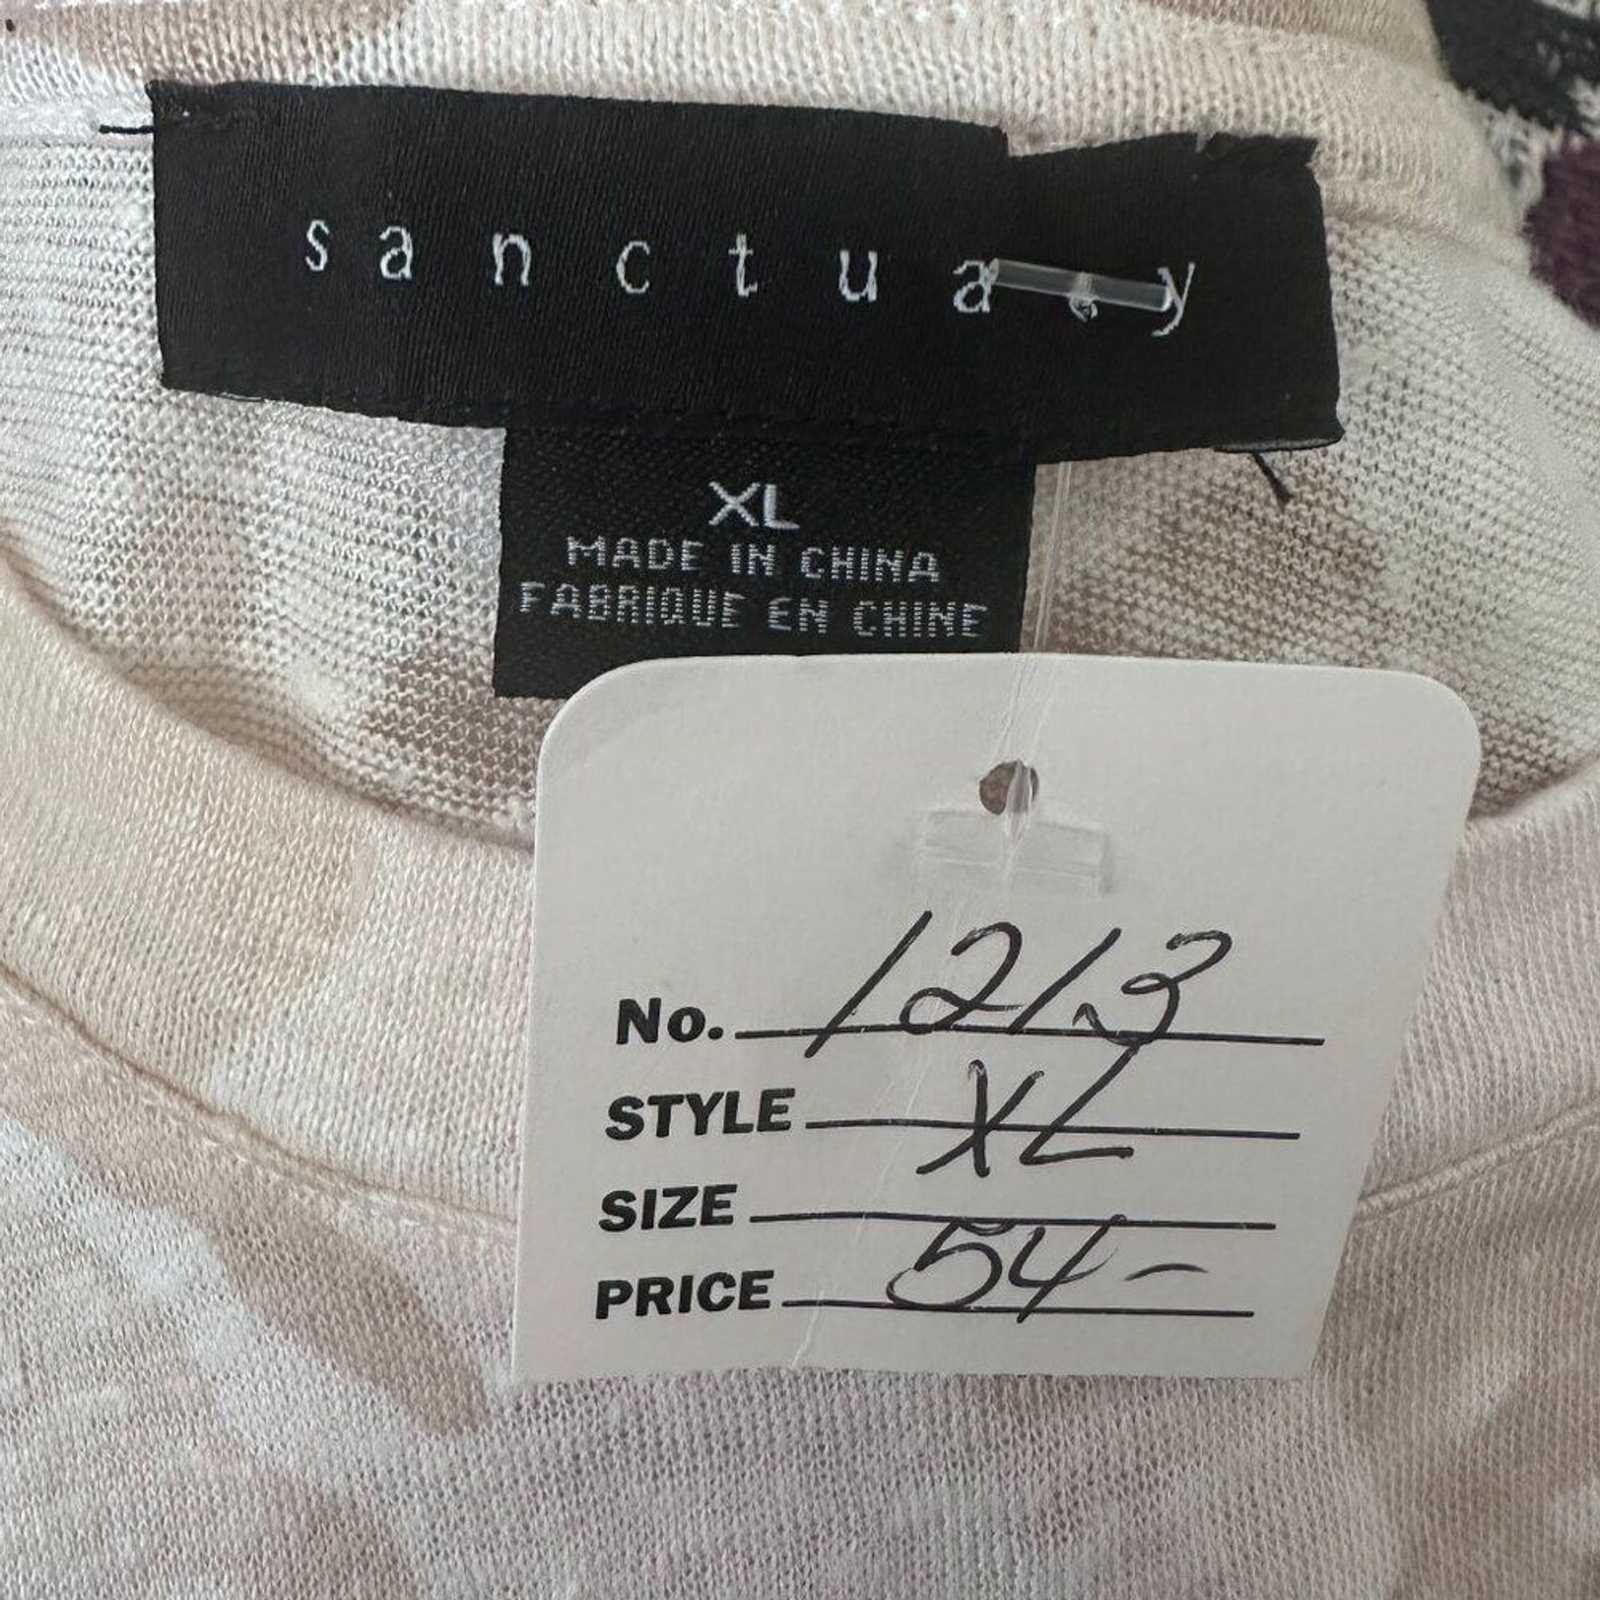 sanctuary
XL
MADE IN CHINA
FABRIQUE EN CHINE
No. 1213
STYLE XL
SIZE
PRICE 54-